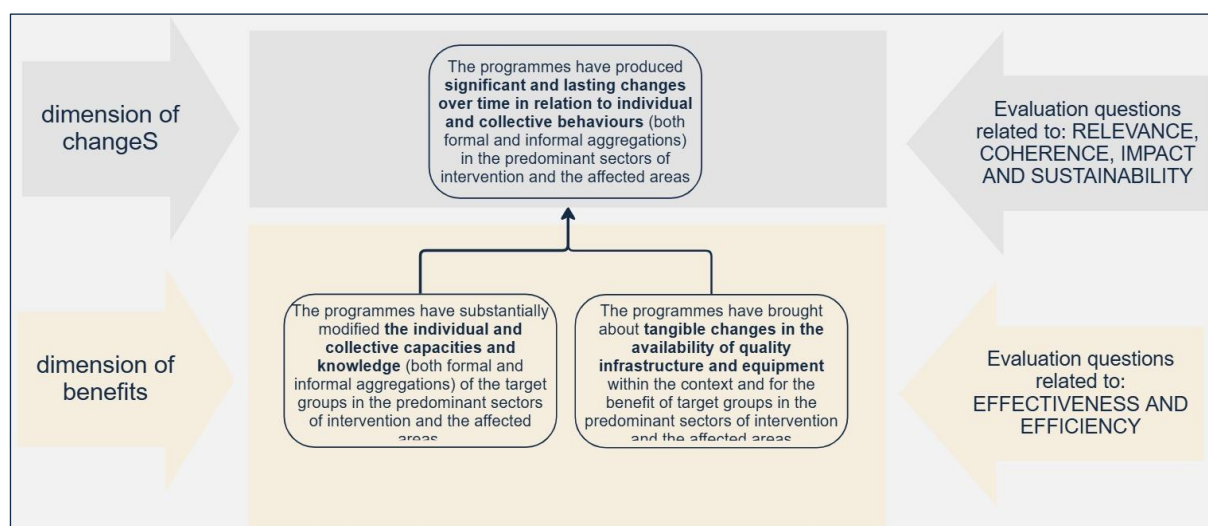 dimension of
changeS
The programmes have produced
significant and lasting changes
over time in relation to individual
and collective behaviours (both
formal and informal aggregations)
in the predominant sectors of
intervention and the affected areas
Evaluation questions
related to: RELEVANCE,
COHERENCE, IMPACT
AND SUSTAINABILITY
dimension of
benefits
The programmes have substantially
modified the individual and
collective capacities and
knowledge (both formal and
informal aggregations) of the target
groups in the predominant sectors
of intervention and the affected
areas
The programmes have brought
about tangible changes in the
availability of quality
infrastructure and equipment
within the context and for the
benefit of target groups in the
predominant sectors of intervention
and the affected areas
Evaluation questions
related to:
EFFECTIVENESS AND
EFFICIENCY